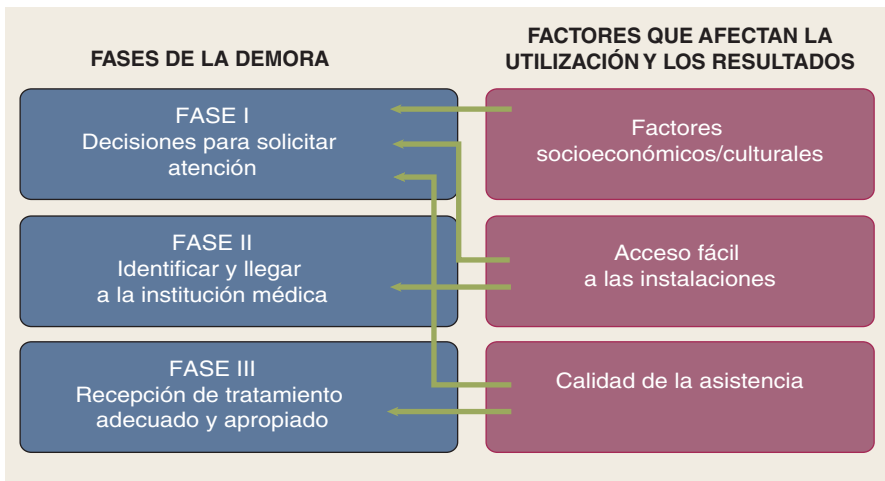 FASES DE LA DEMORA
FACTORES QUE AFECTAN LA
UTILIZACIÓN Y LOS RESULTADOS
FASE I
Decisiones para solicitar
atención
Factores
socioeconómicos/culturales
FASE II
Identificar y llegar
a la institución médica
Acceso fácil
a las instalaciones
FASE III
Recepción de tratamiento
adecuado y apropiado
Calidad de la asistencia